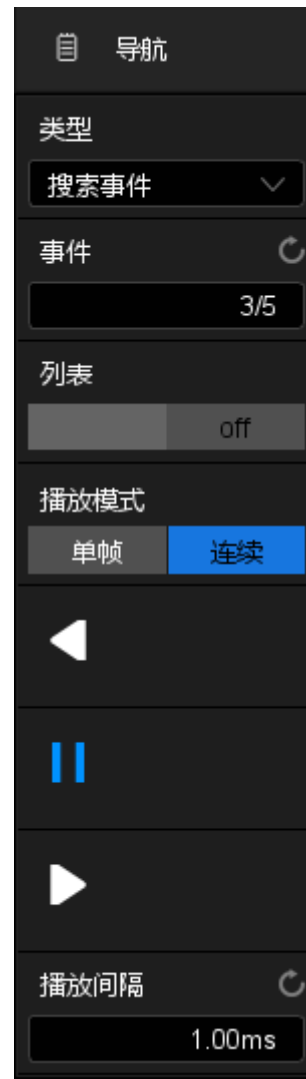 导航
类型
搜索事件
事件
3/5
列表
off
播放模式
单帧 连续
播放间隔
1.00ms